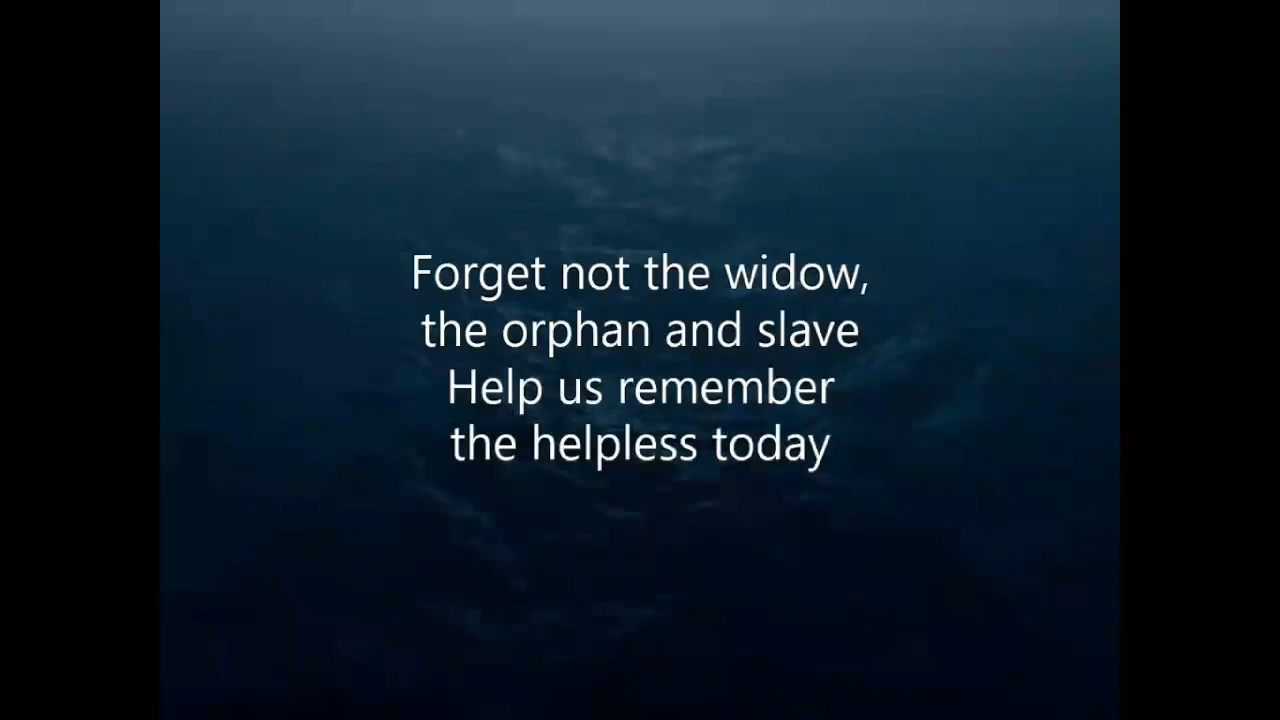 Forget not the widow,
the orphan and slave
Help us remember
the helpless today